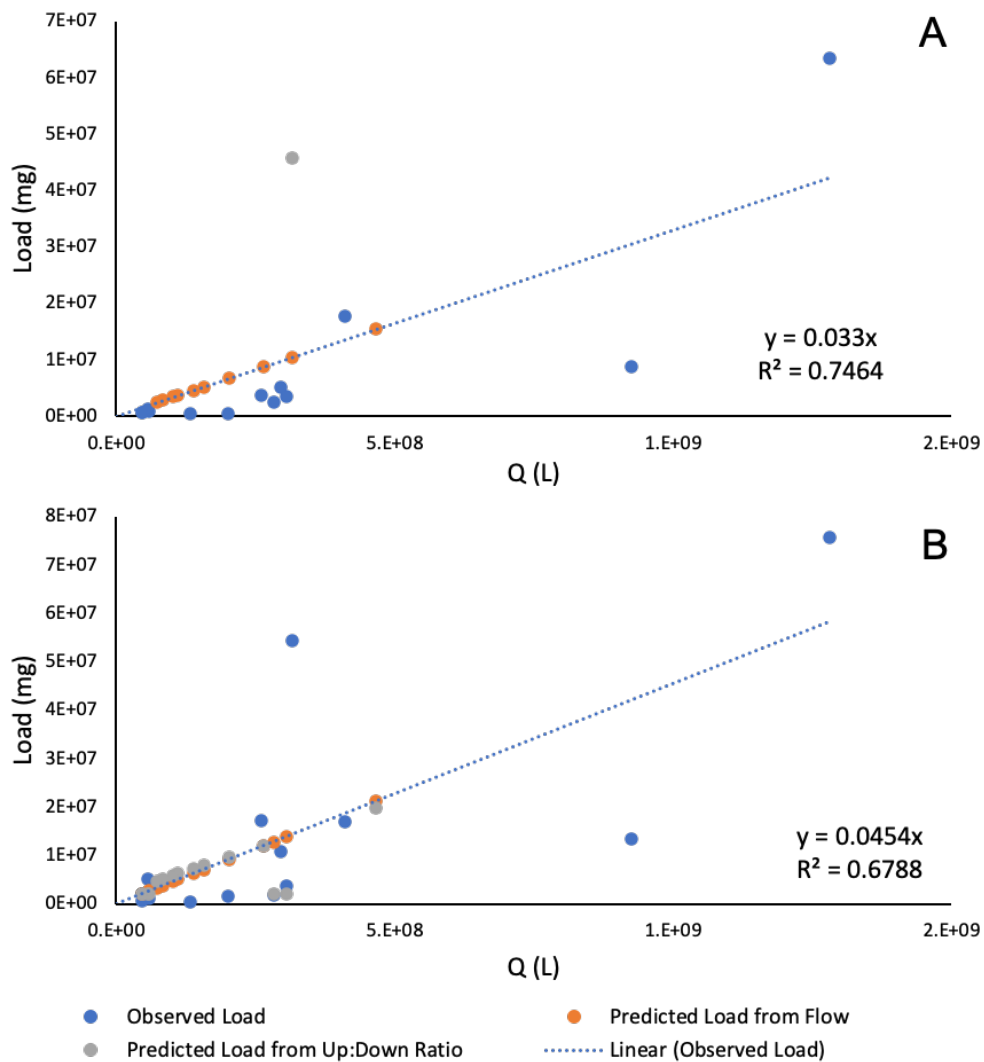 A
7E+07
6E+07
5E+07
4E+07
3E+07
2E+07
1E+07
0E+00
Load (mg)
y = 0.033x
R² = 0.7464
0.E+00 5.E+08 1.E+09 2.E+09
Q (L)
B
8E+07
7E+07
6E+07
5E+07
4E+07
3E+07
2E+07
1E+07
0E+00
Load (mg)
y = 0.0454x
R² = 0.6788
0.E+00 5.E+08 1.E+09 2.E+09
Q (L)
Observed Load Predicted Load from Flow
Predicted Load from Up:Down Ratio Linear (Observed Load)